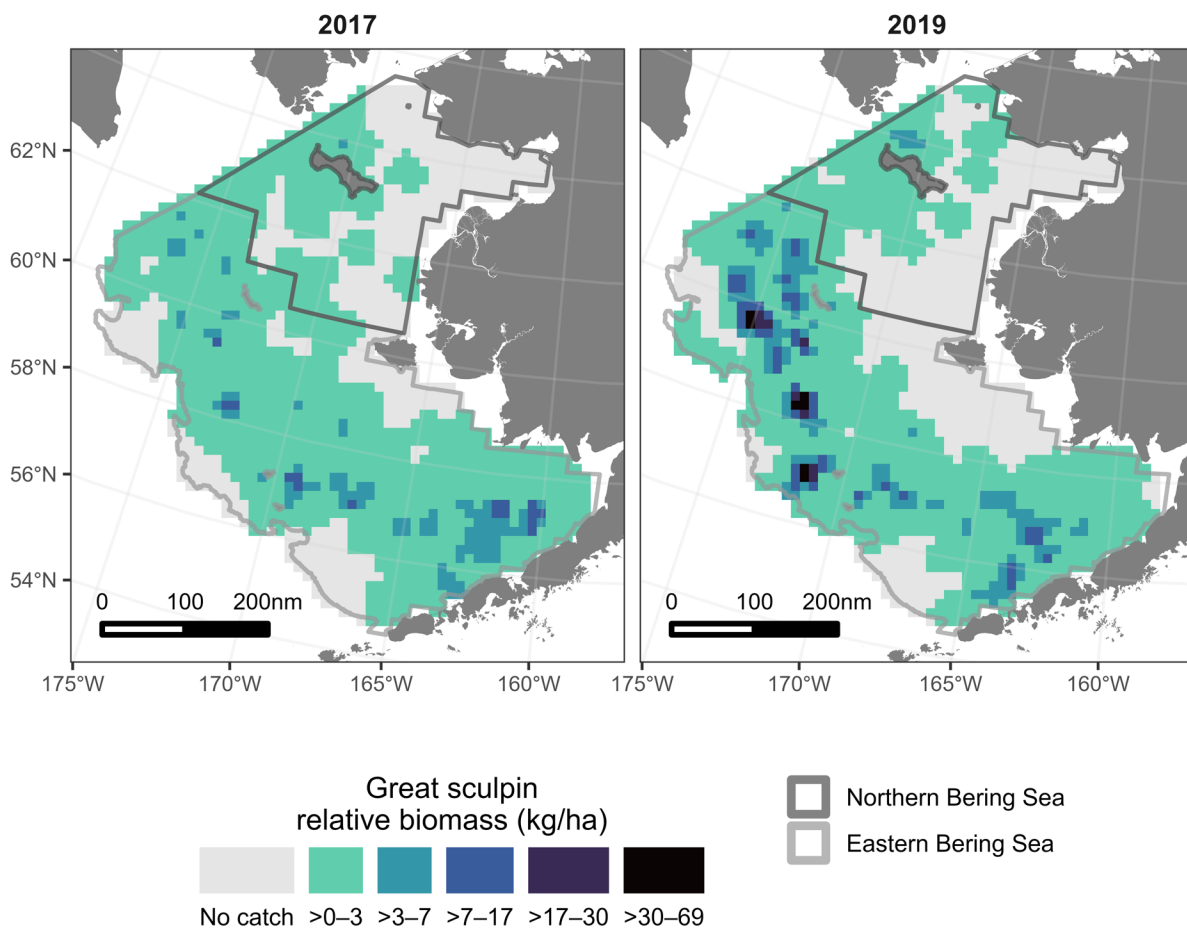 2017
2019
62°N
60°N
58°N
56°N
54°N
0 100 200nm
0 100 200nm
175°W 170°W 165°W 160°W
175°W 170°W 165°W 160°W
Great sculpin
relative biomass (kg/ha)
No catch >0–3 >3–7 >7–17 >17–30 >30–69
Northern Bering Sea
Eastern Bering Sea